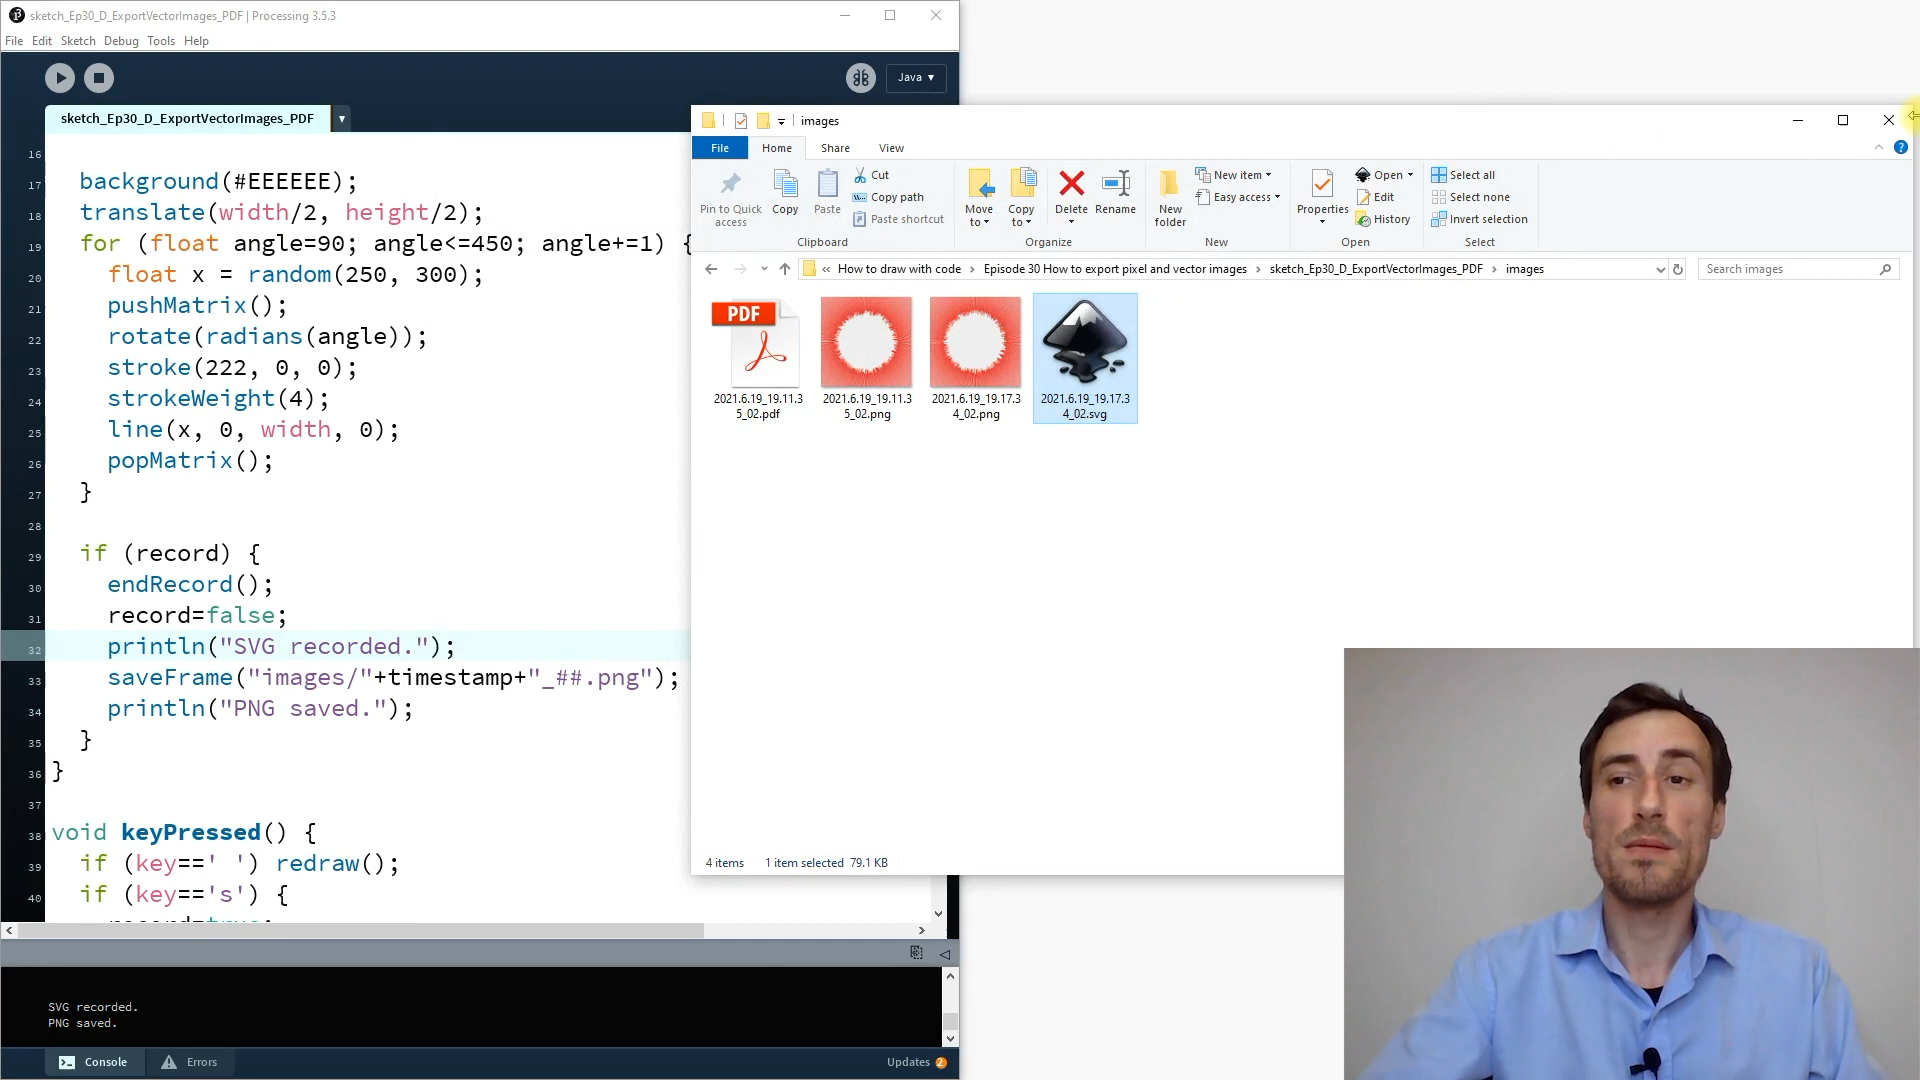 sketch_Ep30_D_ExportVectorImages_PDF | Processing 3.5.3
File Edit Sketch Debug Tools Help
Java ▾
sketch_Ep30_D_ExportVectorImages_PDF
16
17 background(#EEEEEE);
18 translate(width/2, height/2);
19 for (float angle=90; angle<=450; angle+=1) {
20 float x = random(250, 300);
21 pushMatrix();
22 rotate(radians(angle));
23 stroke(222, 0, 0);
24 strokeWeight(4);
25 line(x, 0, width, 0);
26 popMatrix();
27 }
28
29 if (record) {
30 endRecord();
31 record=false;
32 println("SVG recorded.");
33 saveFrame("images/"+timestamp+"_##.png");
34 println("PNG saved.");
35 }
36 }
37
38 void keyPressed() {
39 if (key==' ') redraw();
40 if (key=='s') {
SVG recorded.
PNG saved.
Console Errors
Updates 2
images
File Home Share View
Pin to Quick access
Copy
Paste
Cut
Copy path
Paste shortcut
Clipboard
Move to
Copy to
Delete
Rename
Organize
New folder
New item
Easy access
New
Properties
Open
Edit
History
Open
Select all
Select none
Invert selection
Select
« How to draw with code › Episode 30 How to export pixel and vector images › sketch_Ep30_D_ExportVectorImages_PDF › images
Search images
PDF
2021.6.19_19.11.3
5_02.pdf
2021.6.19_19.11.3
5_02.png
2021.6.19_19.17.3
4_02.png
2021.6.19_19.17.3
4_02.svg
4 items 1 item selected 79.1 KB